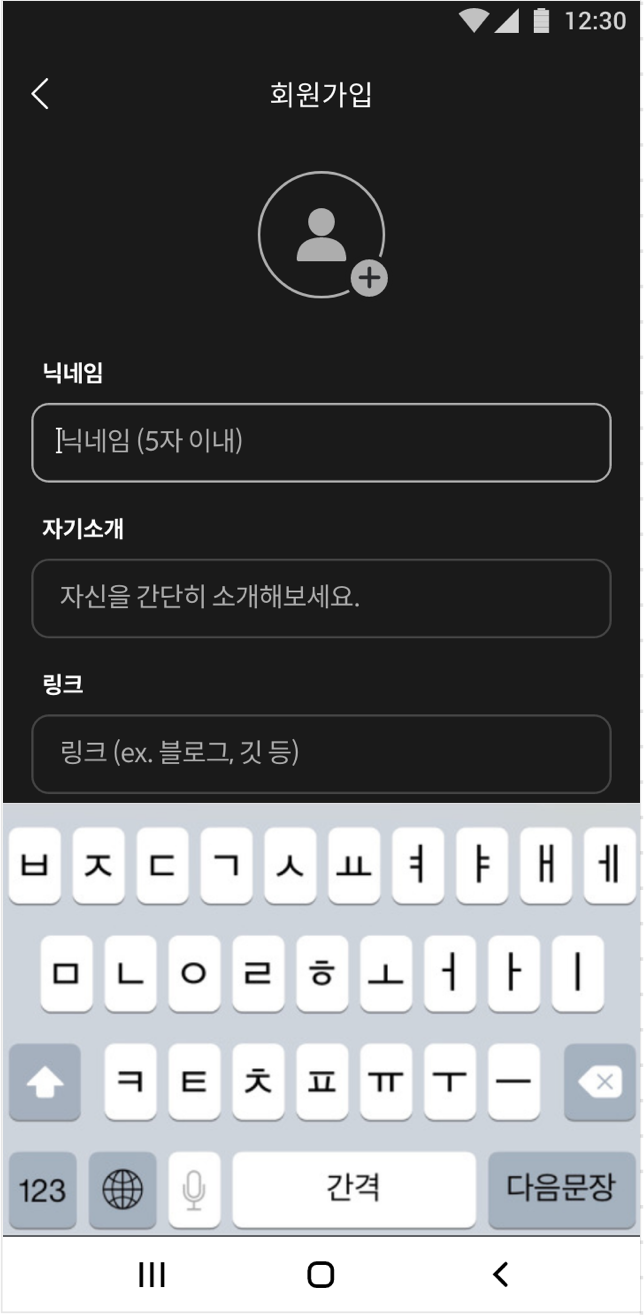 12:30
회원가입
닉네임
닉네임 (5자 이내)
자기소개
자신을 간단히 소개해보세요.
링크
링크 (ex. 블로그, 깃 등)
ㅂ ㅈ ㄷ ㄱ ㅅ ㅛ ㅕ ㅑ ㅐ ㅔ
ㅁ ㄴ ㅇ ㄹ ㅎ ㅗ ㅓ ㅏ ㅣ
ㅋ ㅌ ㅊ ㅍ ㅠ ㅜ ㅡ
123 간격 다음문장